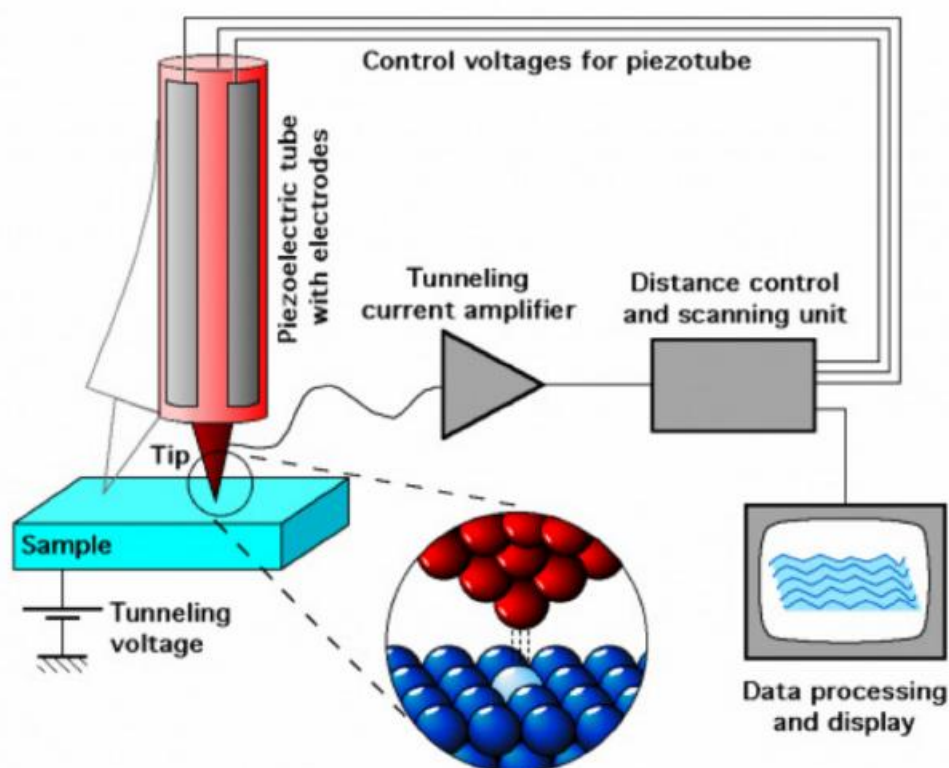 Control voltages for piezotube
Piezoelectric tube
with electrodes
Tunneling
current amplifier
Distance control
and scanning unit
Tip
Sample
Tunneling
voltage
Data processing
and display